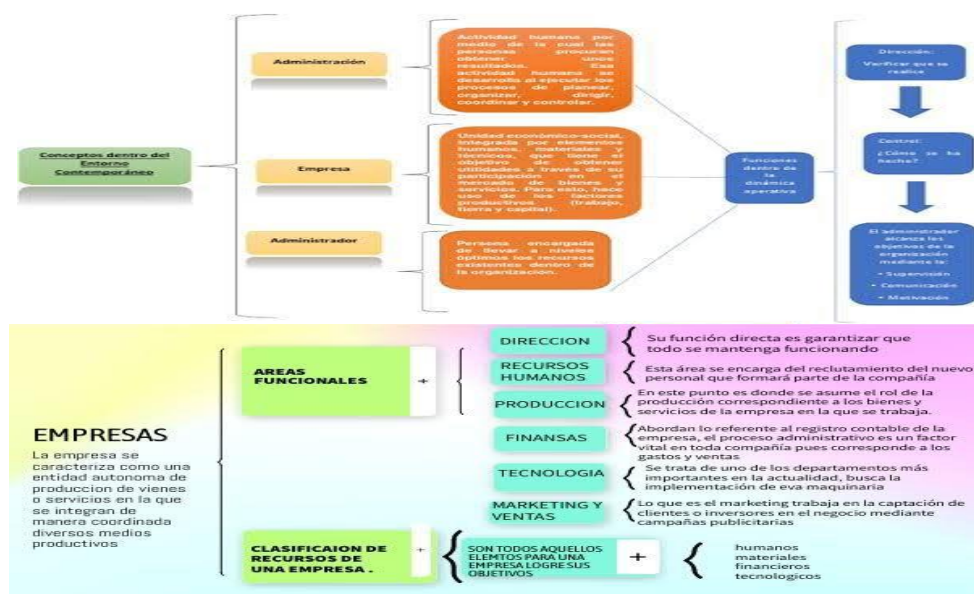 Conceptos dentro del
Entorno
Contemporáneo
Administración
Actividad humana por
medio de la cual las
personas procuran
obtener unos
resultados. Esa
actividad humana se
desarrolla al ejecutar los
procesos de planear,
organizar, dirigir,
coordinar y controlar.
Empresa
Unidad económico-social,
integrada por elementos
humanos, materiales y
técnicos, que tiene el
objetivo de obtener
utilidades a través de su
participación en el
mercado de bienes y
servicios. Para esto, hace
uso de los factores
productivos (trabajo,
tierra y capital).
Administrador
Persona encargada
de llevar a niveles
óptimos los recursos
existentes dentro de
la organización.
Funciones
dentro de
la
dinámica
operativa
Dirección:
Verificar que se
realice
Control:
¿Cómo se ha
hecho?
El administrador
alcanza los
objetivos de la
organización
mediante la:
• Supervisión
• Comunicación
• Motivación
EMPRESAS
La empresa se
caracteriza como una
entidad autonoma de
produccion de vienes
o servicios en la que
se integran de
manera coordinada
diversos medios
productivos
AREAS
FUNCIONALES
+
DIRECCION
Su función directa es garantizar que
todo se mantenga funcionando
RECURSOS
HUMANOS
Esta área se encarga del reclutamiento del nuevo
personal que formará parte de la compañía
PRODUCCION
En este punto es donde se asume el rol de la
producción correspondiente a los bienes y
servicios de la empresa en la que se trabaja.
FINANSAS
Abordan lo referente al registro contable de la
empresa, el proceso administrativo es un factor
vital en toda compañía pues corresponde a los
gastos y ventas
TECNOLOGIA
Se trata de uno de los departamentos más
importantes en la actualidad, busca la
implementación de eva maquinaría
MARKETING Y
VENTAS
Lo que es el marketing trabaja en la captación de
clientes o inversores en el negocio mediante
campañas publicitarias
CLASIFICAION DE
RECURSOS DE
UNA EMPRESA .
+
SON TODOS AQUELLOS
ELEMTOS PARA UNA
EMPRESA LOGRE SUS
OBJETIVOS
+
humanos
materiales
financieros
tecnologicos